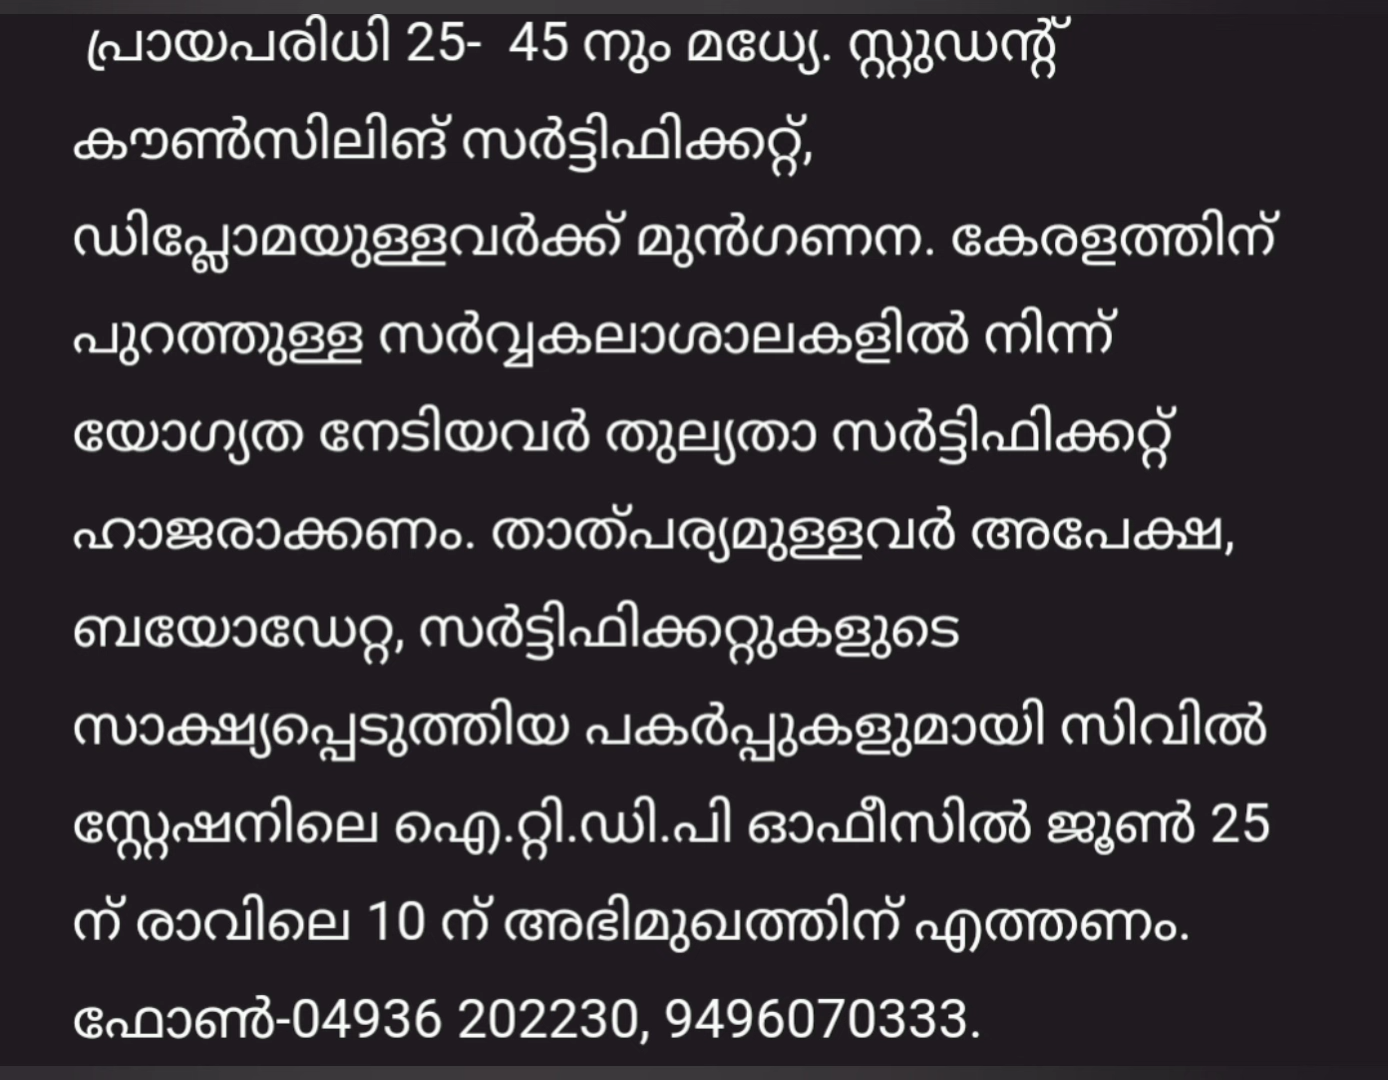 പ്രായപരിധി 25- 45 നും മധ്യേ. സ്റ്റുഡന്റ്
കൗൺസിലിങ് സർട്ടിഫിക്കറ്റ്,
ഡിപ്ലോമയുള്ളവർക്ക് മുൻഗണന. കേരളത്തിന്
പുറത്തുള്ള സർവ്വകലാശാലകളിൽ നിന്ന്
യോഗ്യത നേടിയവർ തുല്യതാ സർട്ടിഫിക്കറ്റ്
ഹാജരാക്കണം. താത്പര്യമുള്ളവർ അപേക്ഷ,
ബയോഡേറ്റ, സർട്ടിഫിക്കറ്റുകളുടെ
സാക്ഷ്യപ്പെടുത്തിയ പകർപ്പുകളുമായി സിവിൽ
സ്റ്റേഷനിലെ ഐ.റ്റി.ഡി.പി ഓഫീസിൽ ജൂൺ 25
ന് രാവിലെ 10 ന് അഭിമുഖത്തിന് എത്തണം.
ഫോൺ-04936 202230, 9496070333.